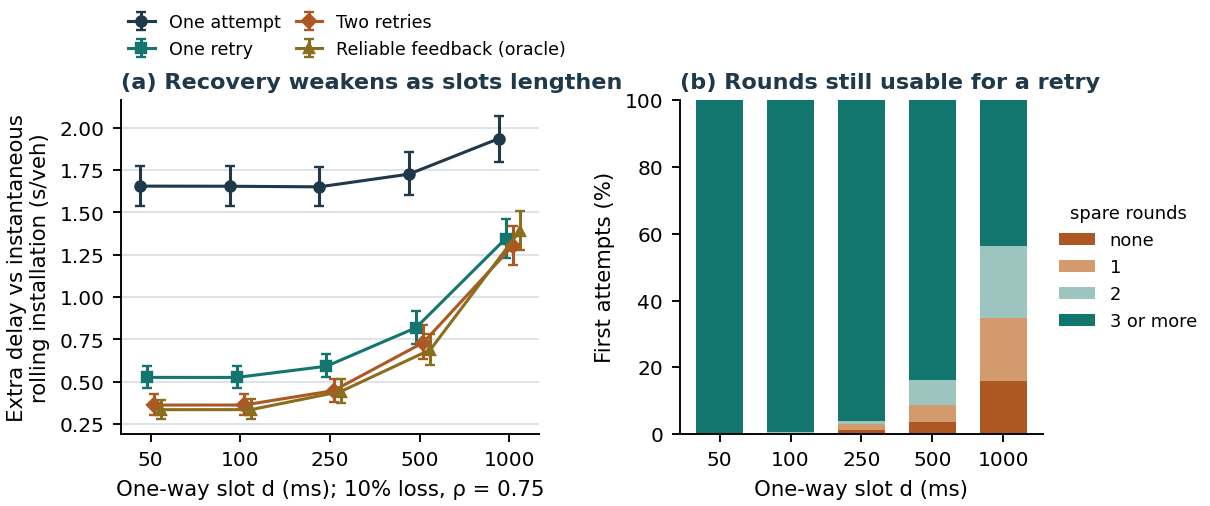 One attempt
One retry
Two retries
Reliable feedback (oracle)
(a) Recovery weakens as slots lengthen
Extra delay vs instantaneous
rolling installation (s/veh)
2.00
1.75
1.50
1.25
1.00
0.75
0.50
0.25
50 100 250 500 1000
One-way slot d (ms); 10% loss, ρ = 0.75
(b) Rounds still usable for a retry
First attempts (%)
100
80
60
40
20
0
50 100 250 500 1000
One-way slot d (ms)
spare rounds
none
1
2
3 or more